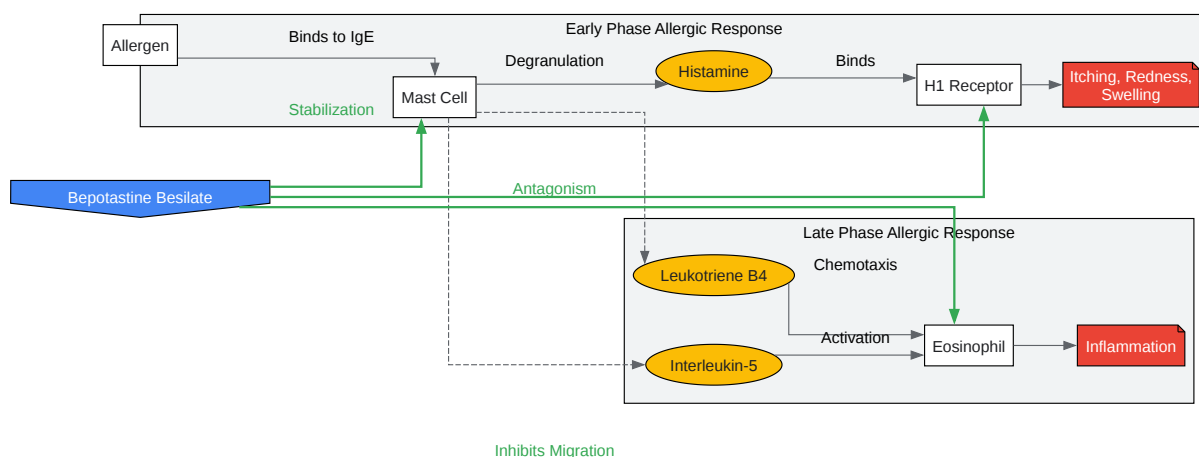 Early Phase Allergic Response
Allergen
Binds to IgE
Degranulation
Histamine
Binds
H1 Receptor
Itching, Redness,
Swelling
Mast Cell
Stabilization
Bepotastine Besilate
Antagonism
Late Phase Allergic Response
Leukotriene B4
Chemotaxis
Activation
Eosinophil
Inflammation
Interleukin-5
Inhibits Migration